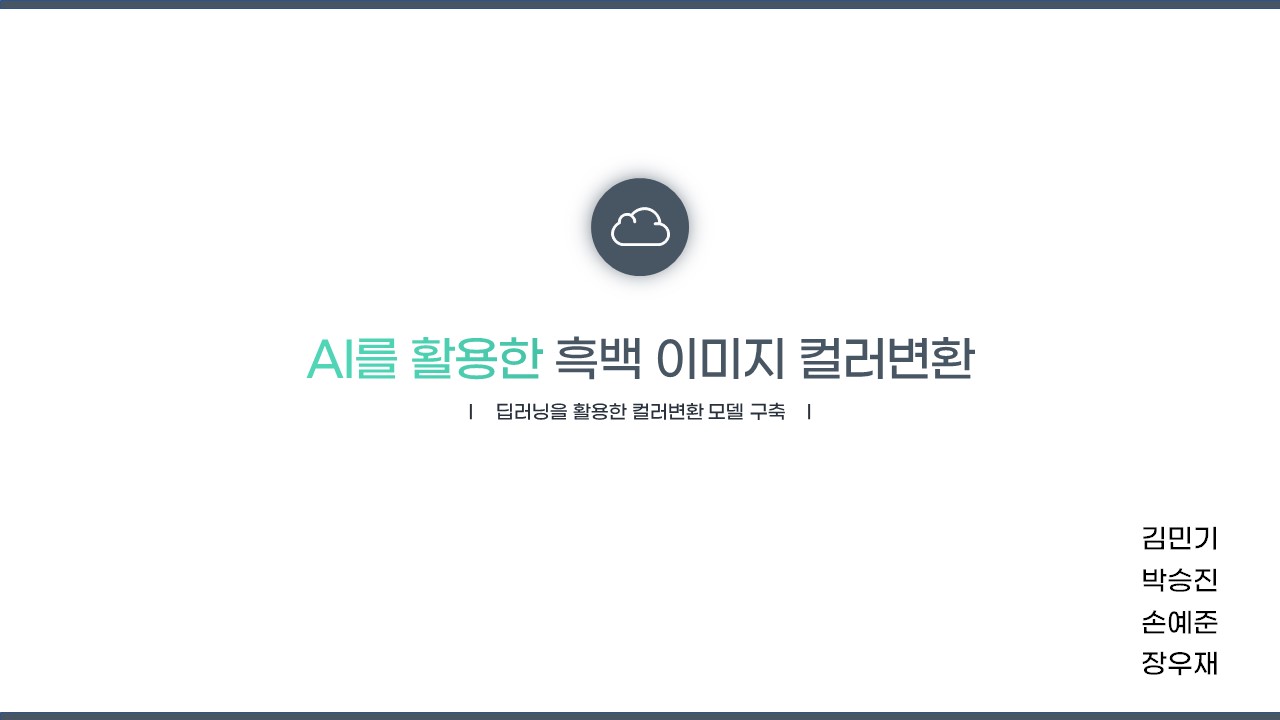 AI를 활용한 흑백 이미지 컬러변환
| 딥러닝을 활용한 컬러변환 모델 구축 |
김민기
박승진
손예준
장우재